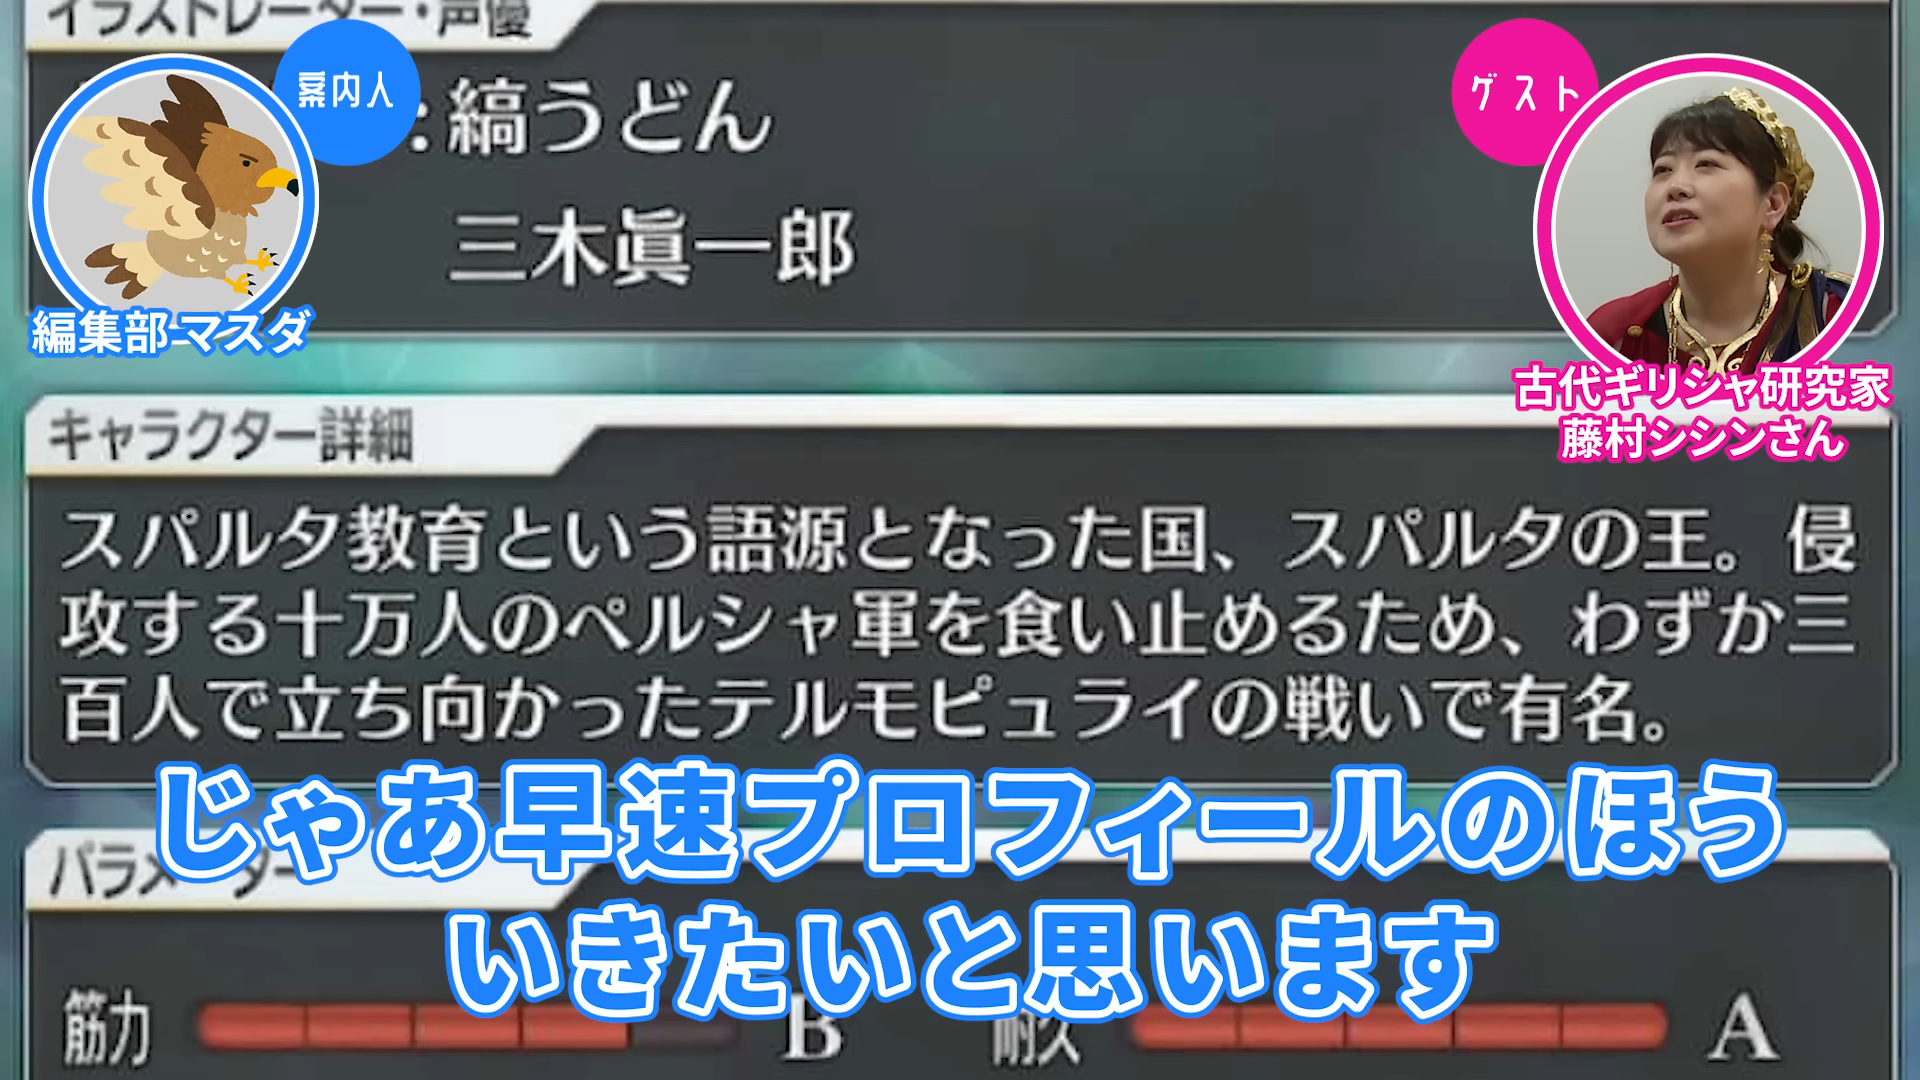 イラストレーター・声優
案内人
:縞うどん
ゲスト
三木眞一郎
編集部 マスダ
古代ギリシャ研究家
藤村シシンさん
キャラクター詳細
スパルタ教育という語源となった国、スパルタの王。侵
攻する十万人のペルシャ軍を食い止めるため、わずか三
百人で立ち向かったテルモピュライの戦いで有名。
じゃあ早速プロフィールのほう
パラメーター
いきたいと思います
筋力
B
耐久
A